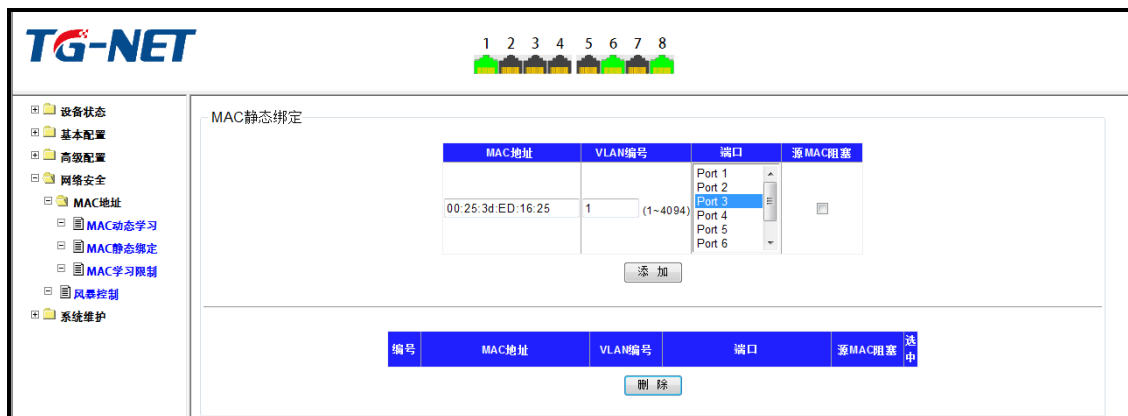 TG-NET
1 2 3 4 5 6 7 8
设备状态
基本配置
高级配置
网络安全
MAC地址
MAC动态学习
MAC静态绑定
MAC学习限制
风暴控制
系统维护
MAC静态绑定
MAC地址 VLAN编号 端口 源MAC阻塞
00:25:3d:ED:16:25 1 (1~4094)
Port 1
Port 2
Port 3
Port 4
Port 5
Port 6
添 加
编号 MAC地址 VLAN编号 端口 源MAC阻塞 选中
删 除